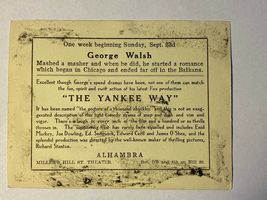 One week beginning Sunday, Sept. 23d
George Walsh
Mashed a masher and when he did, he started a romance
which began in Chicago and ended far off in the Balkans.
Excellent though George's speed dramas have been, not one of them can match
the fun, spirit and swift action of his latest Fox production
"THE YANKEE WAY"
It has been named "the picture of a thousand chuckles" and this is not an exag-
gerated description of this light comedy drama of snap and dash and vim and
vigor. There's a laugh in every inch of the film and a hundred or so thrills
thrown in. The supporting cast has rarely been equalled and includes Enid
Markey, Joe Dowling, Ed. Sedgwick, Edward Cecil and James O'Shea, and the
splendid production was directed by the well-known maker of thrilling pictures,
Richard Stanton.
ALHAMBRA
HILL ST. THEATER